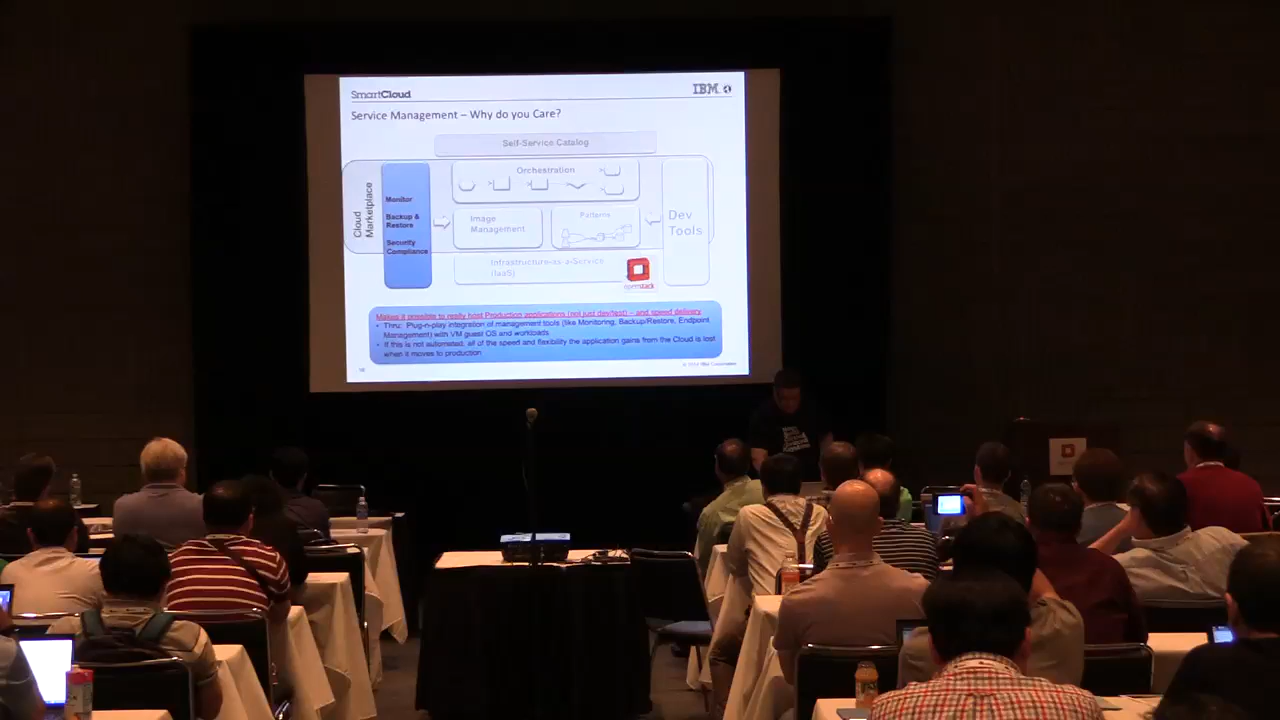 SmartCloud
IBM
Service Management – Why do you Care?
Self-Service Catalog
Orchestration
Cloud
Marketplace
Monitor
Backup &
Restore
Security
Compliance
Image
Management
Patterns
Dev
Tools
Infrastructure-as-a-Service
(IaaS)
openstack
Makes it possible to really host Production applications (not just dev/test) – and speed delivery
• Thru: Plug-n-play integration of management tools (like Monitoring, Backup/Restore, Endpoint
Management) with VM guest OS and workloads
• If this is not automated, all of the speed and flexibility the application gains from the Cloud is lost
when it moves to production
© 2014 IBM Corporation